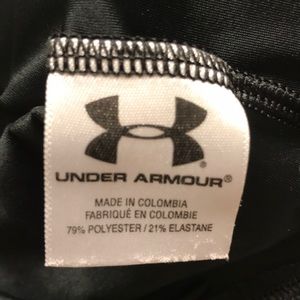 UNDER ARMOUR®
MADE IN COLOMBIA
FABRIQUÉ EN COLOMBIE
79% POLYESTER / 21% ELASTANE